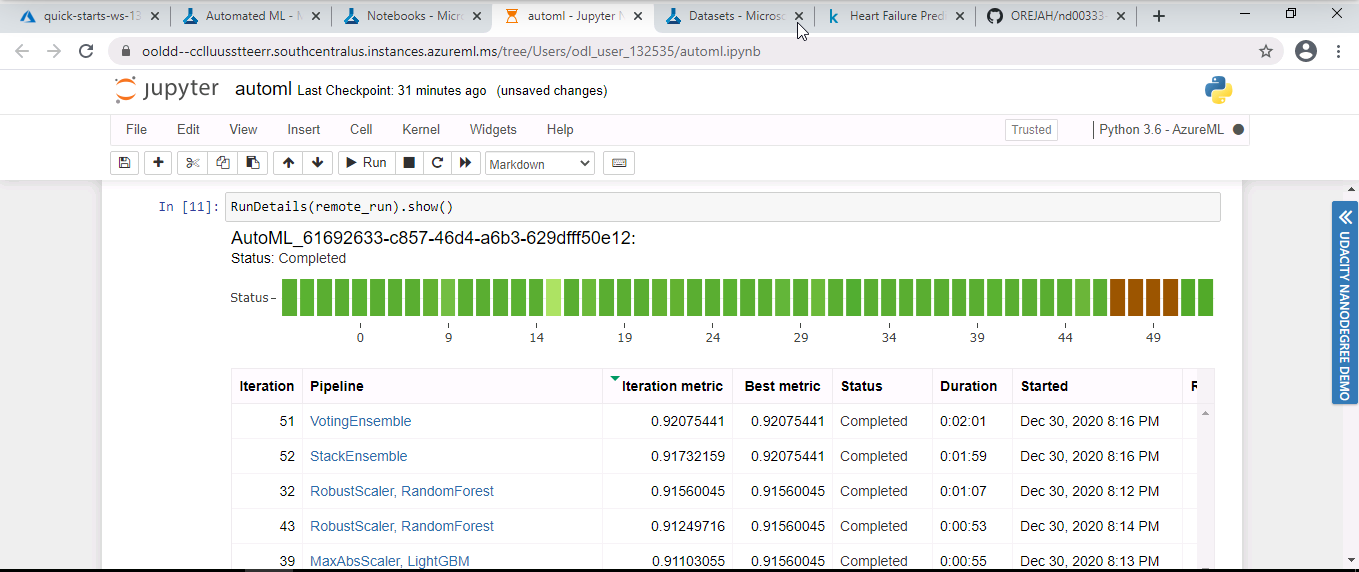 quick-starts-ws-13
Automated ML - M
Notebooks - Micro
automl - Jupyter N
Datasets - Microso
Heart Failure Pred
OREJAH/nd00333-
ooldd--cclluusstteerr.southcentralus.instances.azureml.ms/tree/Users/odl_user_132535/automl.ipynb
jupyter automl Last Checkpoint: 31 minutes ago (unsaved changes)
File Edit View Insert Cell Kernel Widgets Help Trusted Python 3.6 - AzureML
Run Markdown
In [11]: RunDetails(remote_run).show()
AutoML_61692633-c857-46d4-a6b3-629dfff50e12:
Status: Completed
Status
0 9 14 19 24 29 34 39 44 49
Iteration Pipeline Iteration metric Best metric Status Duration Started R
51 VotingEnsemble 0.92075441 0.92075441 Completed 0:02:01 Dec 30, 2020 8:16 PM
52 StackEnsemble 0.91732159 0.92075441 Completed 0:01:59 Dec 30, 2020 8:16 PM
32 RobustScaler, RandomForest 0.91560045 0.91560045 Completed 0:01:07 Dec 30, 2020 8:12 PM
43 RobustScaler, RandomForest 0.91249716 0.91560045 Completed 0:00:53 Dec 30, 2020 8:14 PM
39 MaxAbsScaler, LightGBM 0.91103055 0.91560045 Completed 0:00:55 Dec 30, 2020 8:13 PM
UDACITY NANODEGREE DEMO